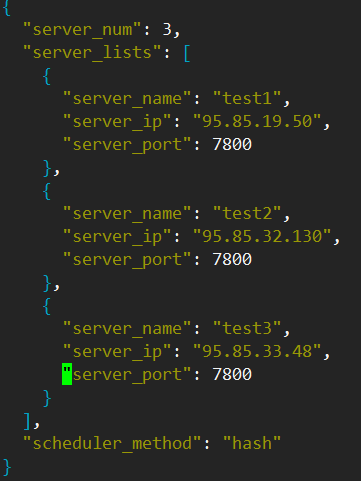 {
  "server_num": 3,
  "server_lists": [
    {
      "server_name": "test1",
      "server_ip": "95.85.19.50",
      "server_port": 7800
    },
    {
      "server_name": "test2",
      "server_ip": "95.85.32.130",
      "server_port": 7800
    },
    {
      "server_name": "test3",
      "server_ip": "95.85.33.48",
      "server_port": 7800
    }
  ],
  "scheduler_method": "hash"
}